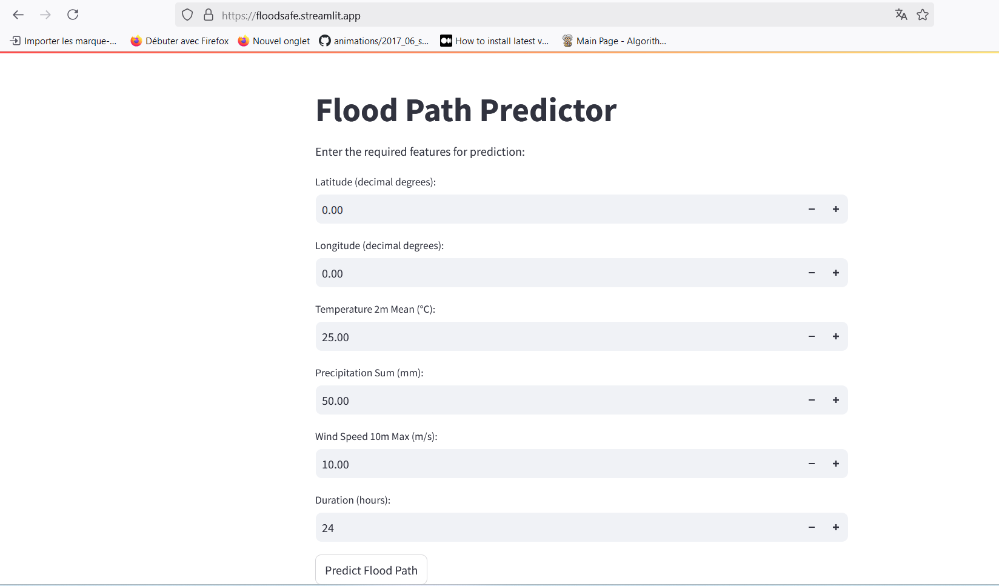 https://floodsafe.streamlit.app
Importer les marque-... Débuter avec Firefox Nouvel onglet animations/2017_06_s... How to install latest v... Main Page - Algorith...
Flood Path Predictor
Enter the required features for prediction:
Latitude (decimal degrees):
0.00
Longitude (decimal degrees):
0.00
Temperature 2m Mean (°C):
25.00
Precipitation Sum (mm):
50.00
Wind Speed 10m Max (m/s):
10.00
Duration (hours):
24
Predict Flood Path